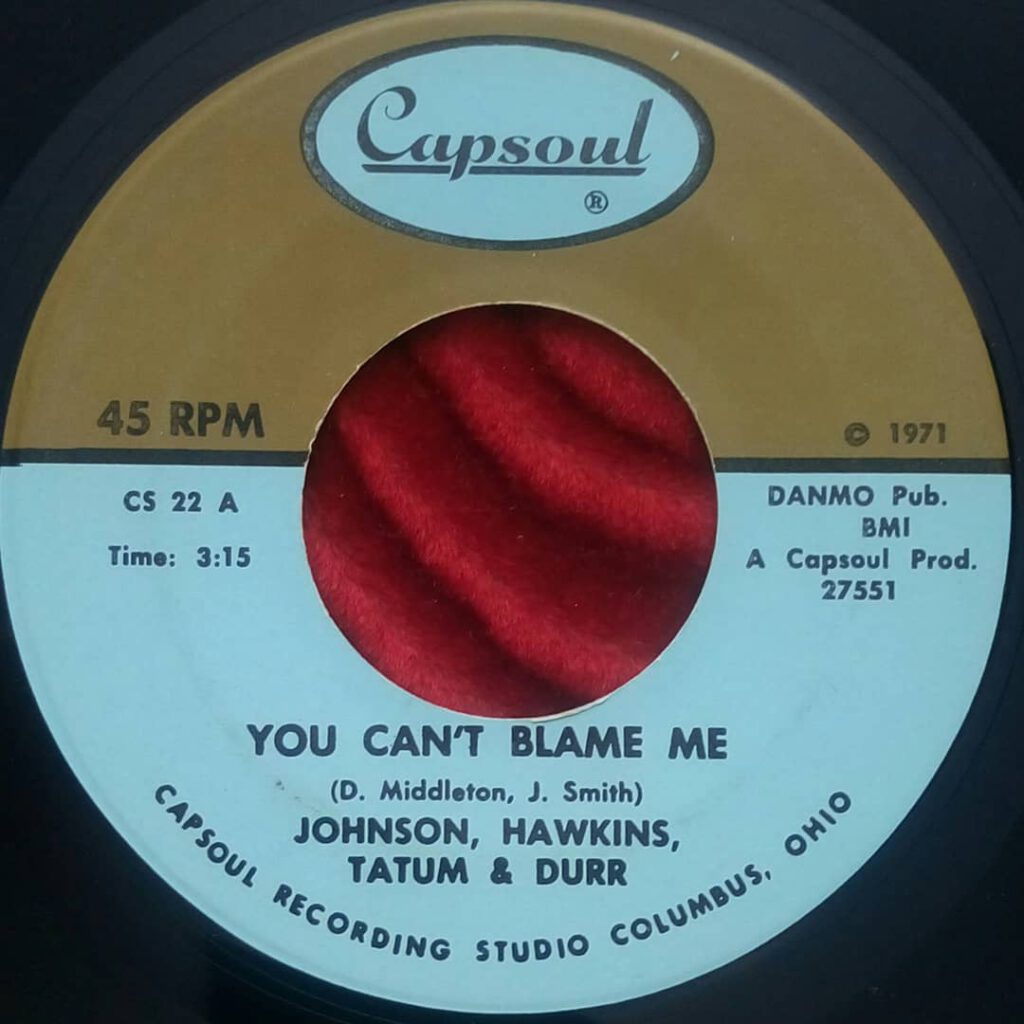 Capsoul
®
45 RPM
© 1971
CS 22 A
Time: 3:15
DANMO Pub.
BMI
A Capsoul Prod.
27551
YOU CAN'T BLAME ME
(D. Middleton, J. Smith)
JOHNSON, HAWKINS,
TATUM & DURR
CAPSOUL RECORDING STUDIO COLUMBUS, OHIO